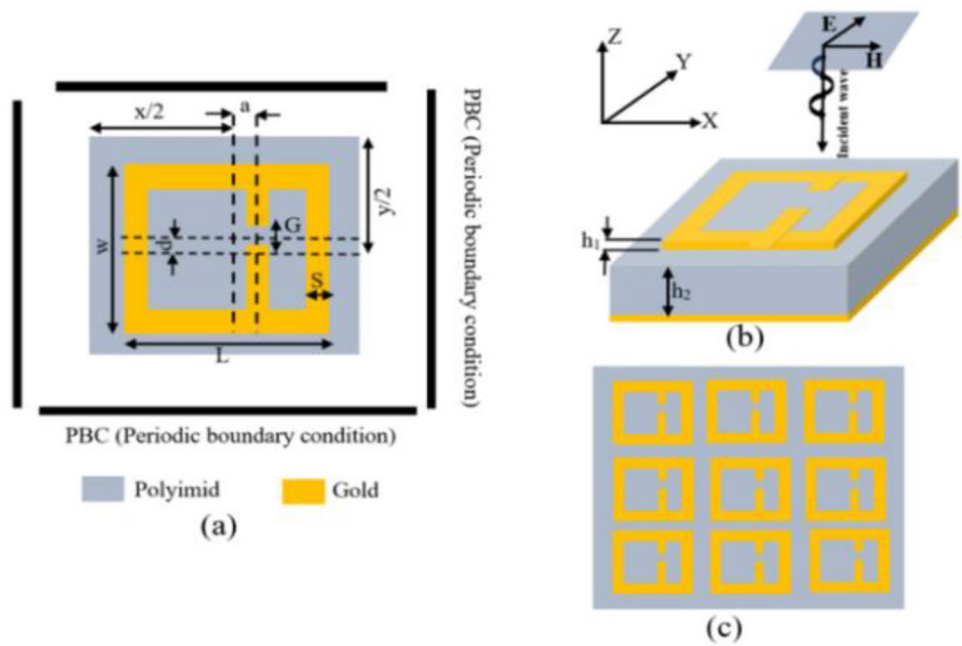 x/2
a
y/2
w
d
G
S
L
PBC (Periodic boundary condition)
PBC (Periodic boundary condition)
Polyimid
Gold
(a)
Z
Y
X
E
H
Incident wave
h₁
h₂
(b)
(c)